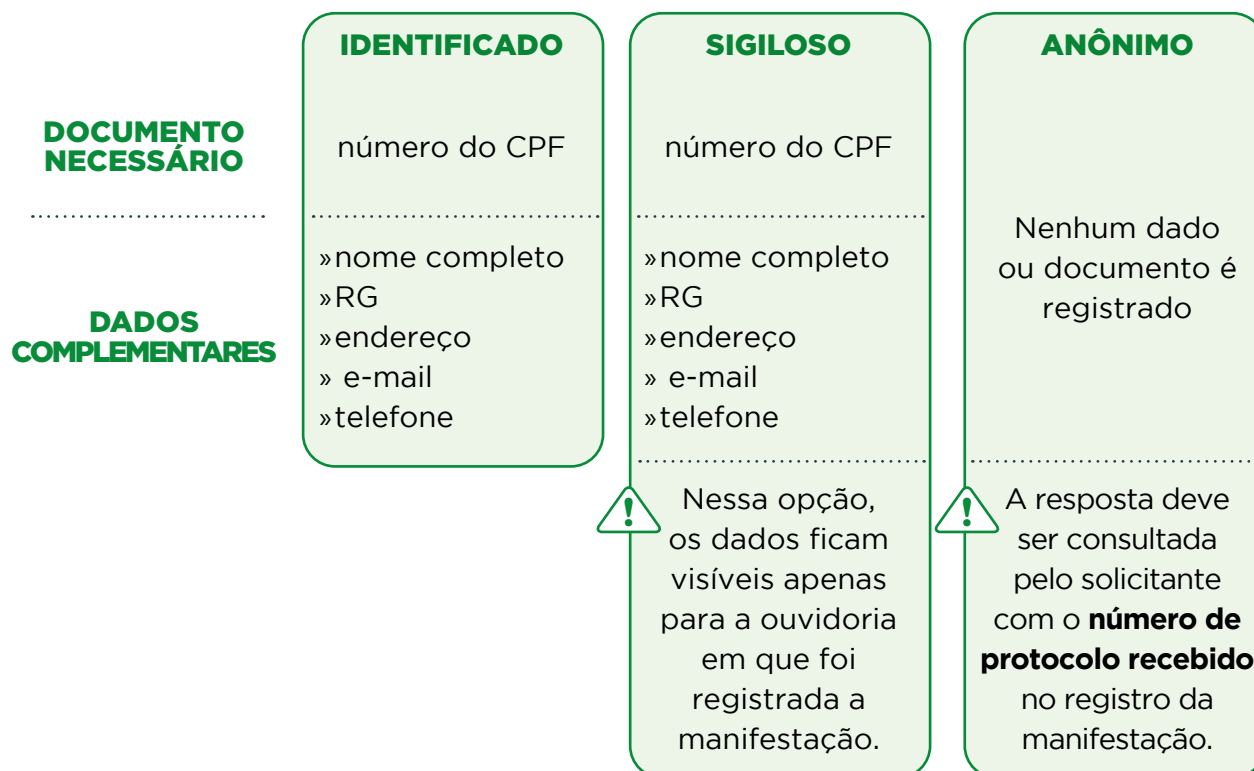 IDENTIFICADO
SIGILOSO
ANÔNIMO
DOCUMENTO
NECESSÁRIO
número do CPF
número do CPF
Nenhum dado
ou documento é
registrado
DADOS
COMPLEMENTARES
»nome completo
»RG
»endereço
» e-mail
»telefone
»nome completo
»RG
»endereço
» e-mail
»telefone
!
Nessa opção,
os dados ficam
visíveis apenas
para a ouvidoria
em que foi
registrada a
manifestação.
!
A resposta deve
ser consultada
pelo solicitante
com o número de
protocolo recebido
no registro da
manifestação.